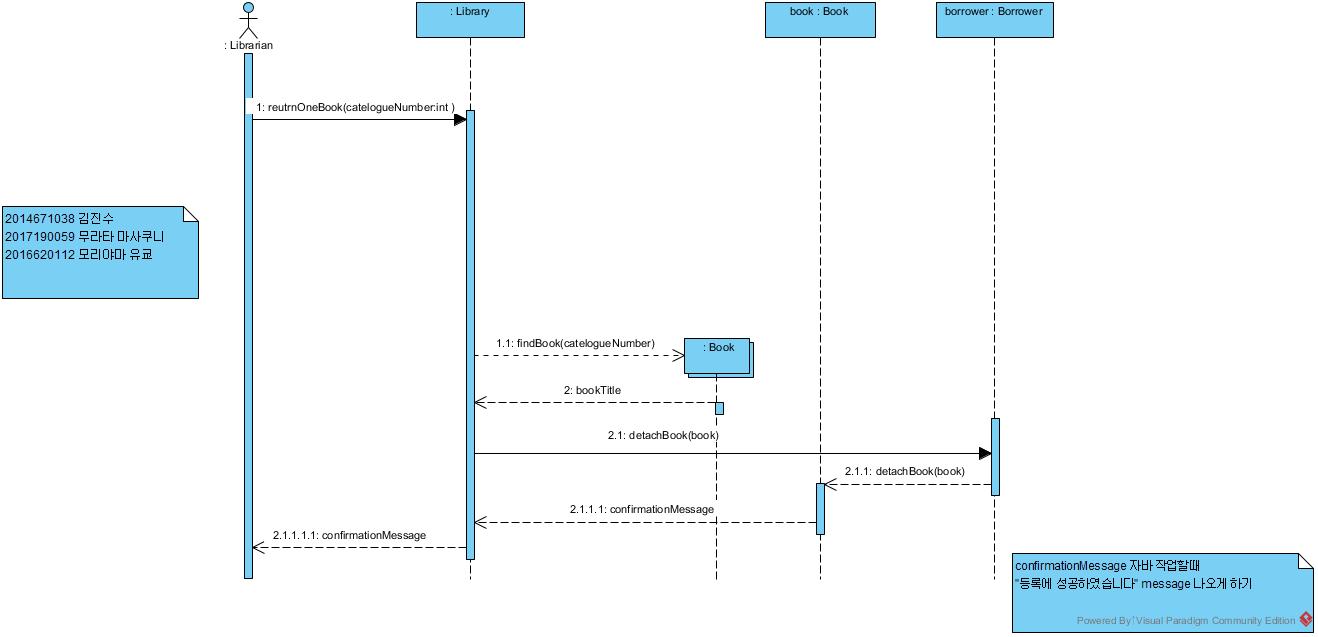 : Librarian
: Library
book : Book
borrower : Borrower
1: reutrnOneBook(catelogueNumber:int )
2014671038 김진수
2017190059 무라타 마사쿠니
2016620112 모리야마 유쿄
1.1: findBook(catelogueNumber)
: Book
2: bookTitle
2.1: detachBook(book)
2.1.1: detachBook(book)
2.1.1.1: confirmationMessage
2.1.1.1.1: confirmationMessage
confirmationMessage 자바 작업할때
"등록에 성공하였습니다" message 나오게 하기
Powered By Visual Paradigm Community Edition